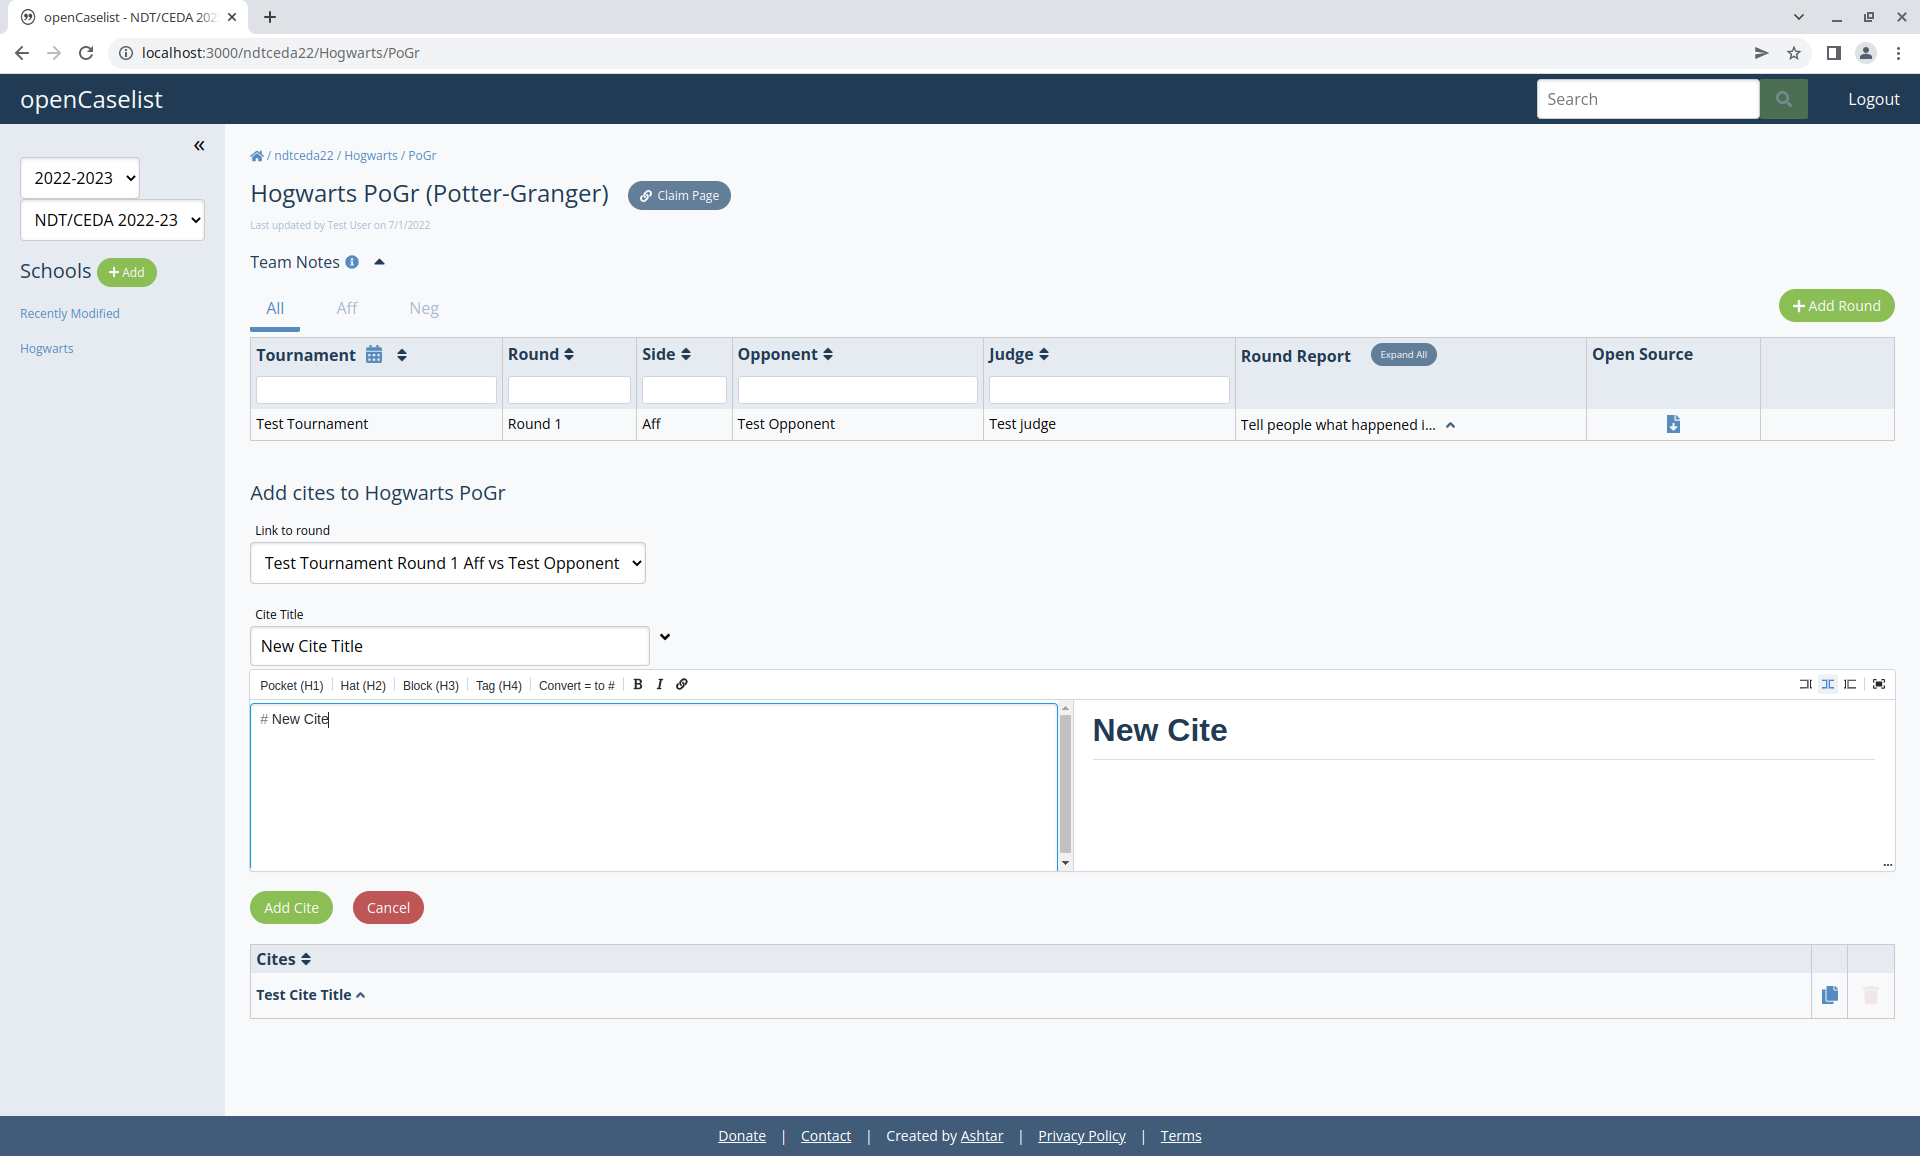 openCaselist - NDT/CEDA 202
localhost:3000/ndtceda22/Hogwarts/PoGr
openCaselist
Search
Logout
«
2022-2023
NDT/CEDA 2022-23
Schools
+ Add
Recently Modified
Hogwarts
/ ndtceda22 / Hogwarts / PoGr
Hogwarts PoGr (Potter-Granger)
Claim Page
Last updated by Test User on 7/1/2022
Team Notes
All Aff Neg
+ Add Round
Tournament Round Side Opponent Judge Round Report Expand All Open Source
Test Tournament Round 1 Aff Test Opponent Test judge Tell people what happened i...
Add cites to Hogwarts PoGr
Link to round
Test Tournament Round 1 Aff vs Test Opponent
Cite Title
New Cite Title
Pocket (H1) Hat (H2) Block (H3) Tag (H4) Convert = to # B I
# New Cite
New Cite
...
Add Cite
Cancel
Cites
Test Cite Title
Donate | Contact | Created by Ashtar | Privacy Policy | Terms